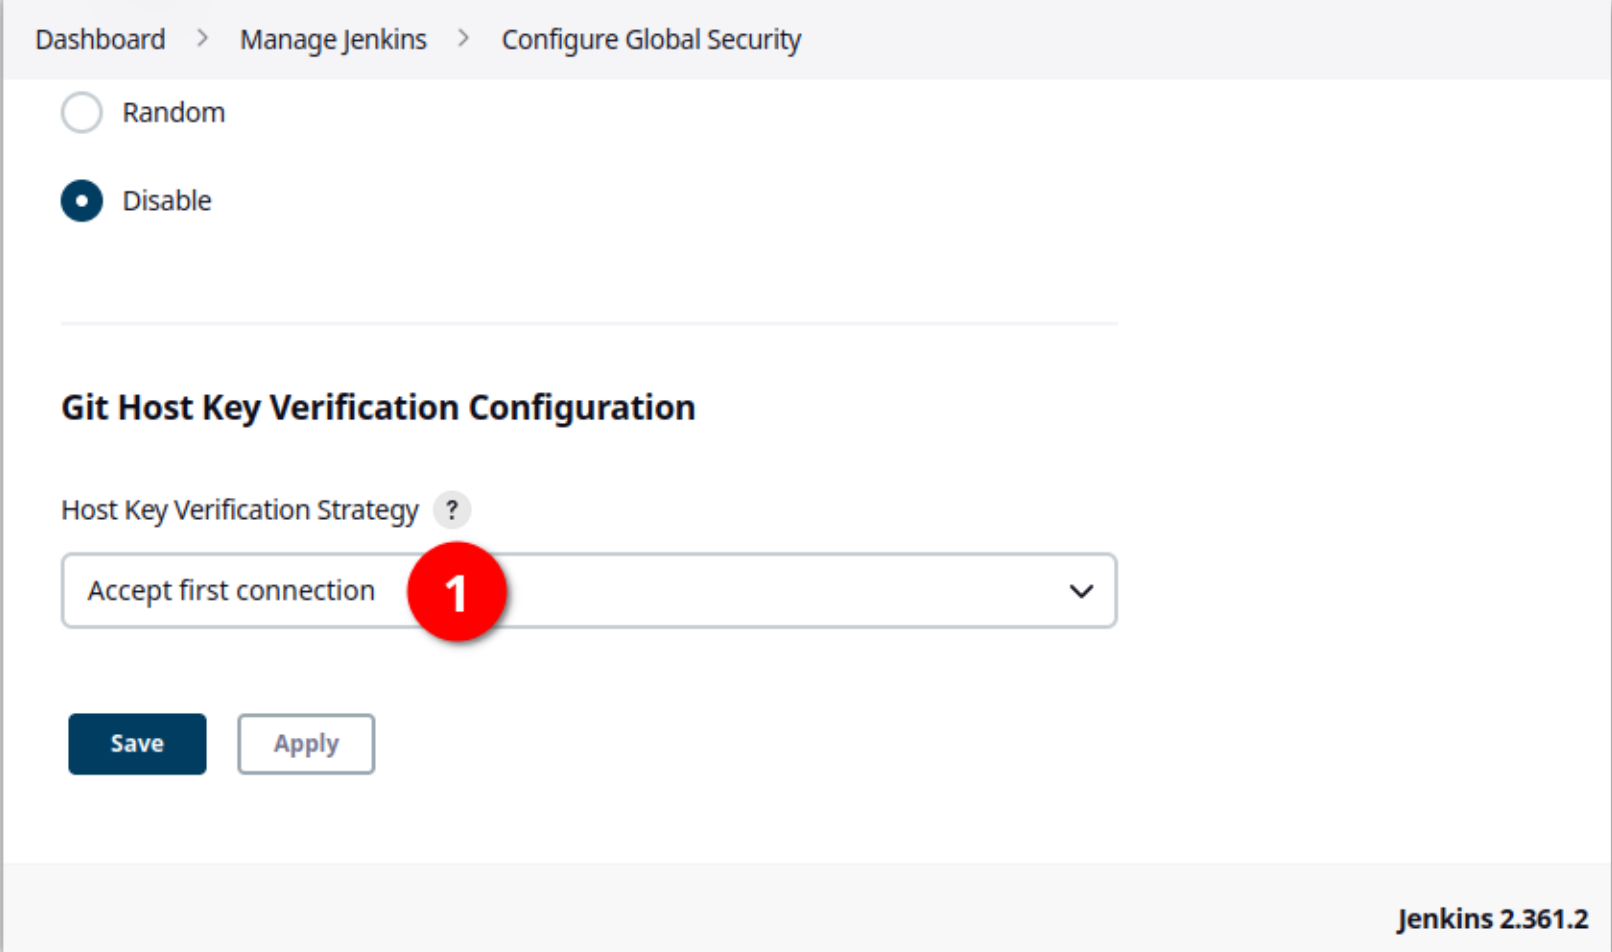 Dashboard > Manage Jenkins > Configure Global Security
Random
Disable
Git Host Key Verification Configuration
Host Key Verification Strategy ?
Accept first connection 1
Save Apply
Jenkins 2.361.2